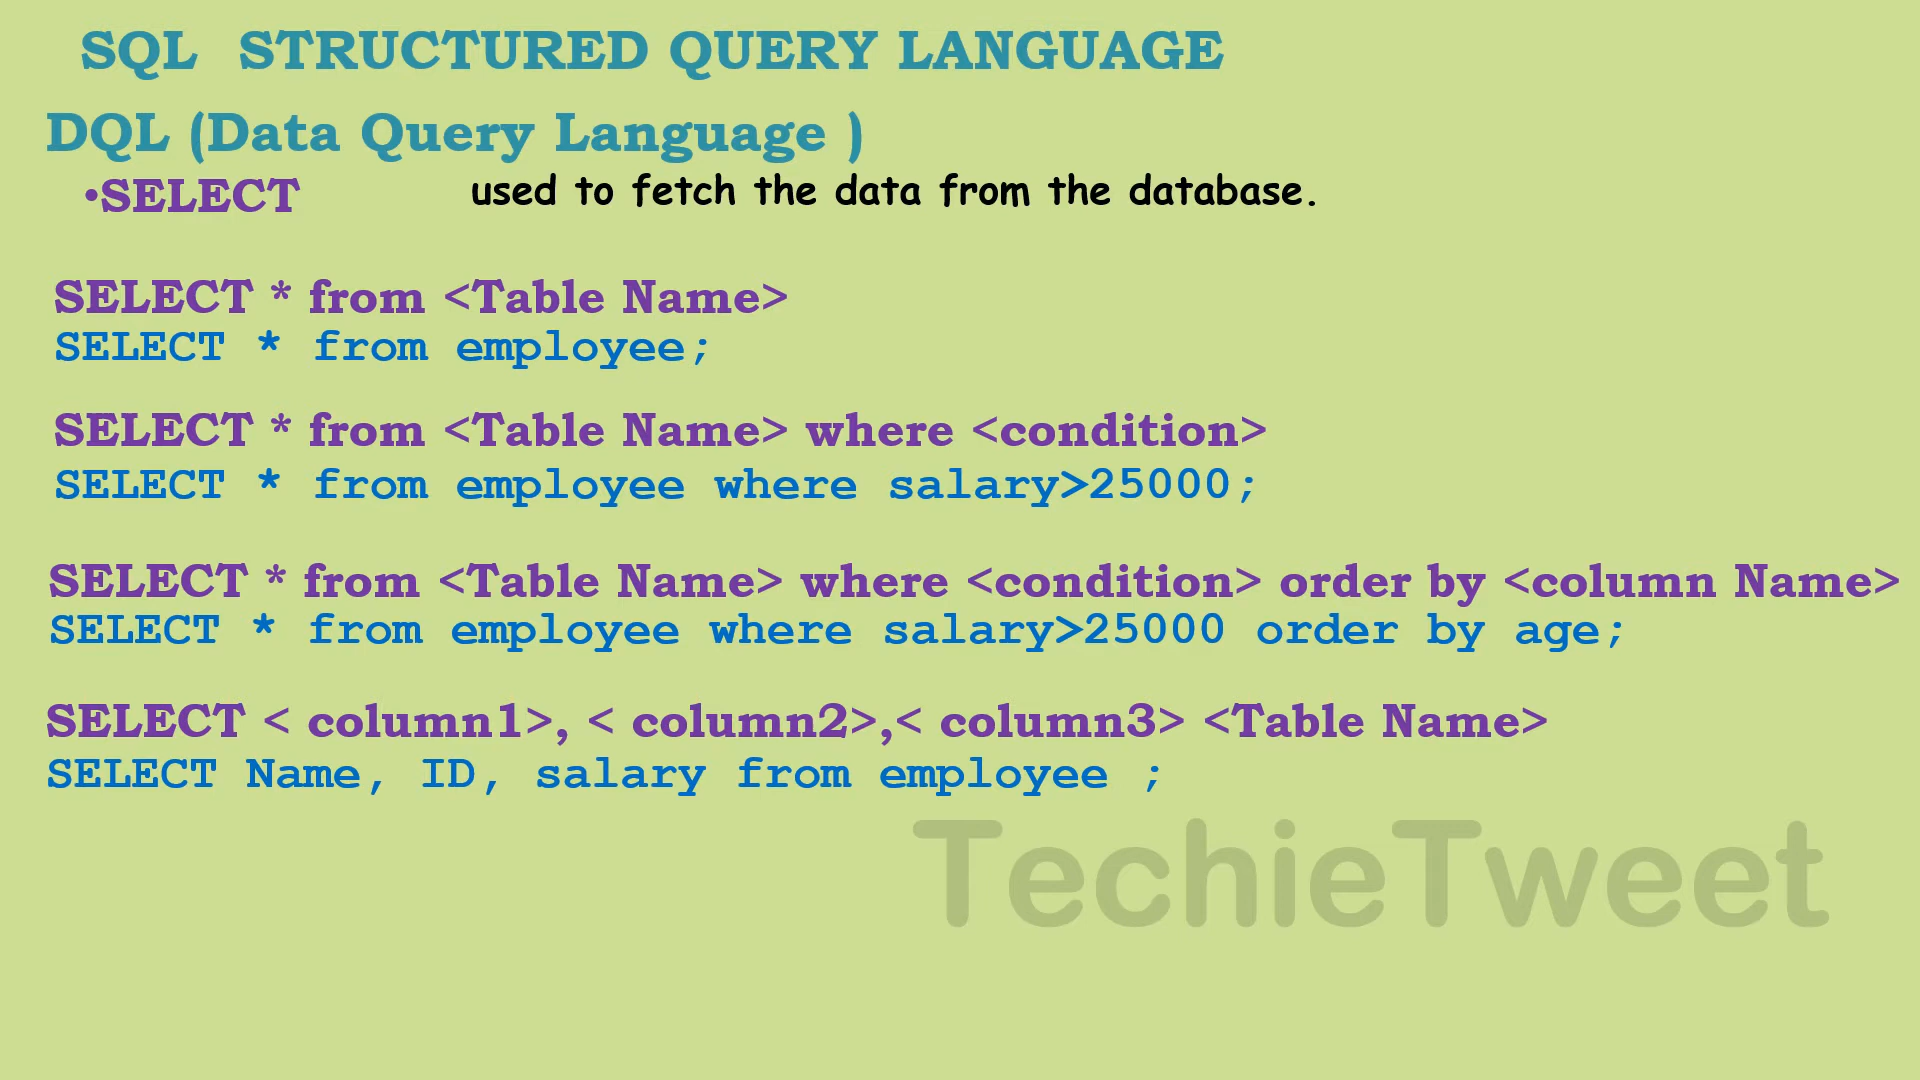 SQL  STRUCTURED QUERY LANGUAGE
DQL (Data Query Language )
•SELECT used to fetch the data from the database.
SELECT * from <Table Name>
SELECT * from employee;
SELECT * from <Table Name> where <condition>
SELECT * from employee where salary>25000;
SELECT * from <Table Name> where <condition> order by <column Name>
SELECT * from employee where salary>25000 order by age;
SELECT < column1>, < column2>,< column3> <Table Name>
SELECT Name, ID, salary from employee ;
TechieTweet